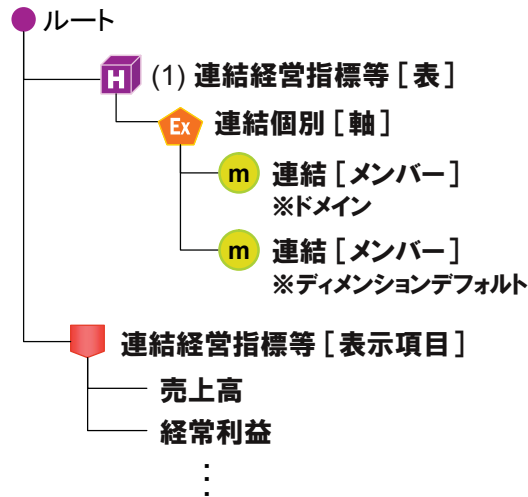 ルート
H (1) 連結経営指標等［表］
Ex 連結個別［軸］
m 連結［メンバー］
※ドメイン
m 連結［メンバー］
※ディメンションデフォルト
連結経営指標等［表示項目］
売上高
経常利益
⋮